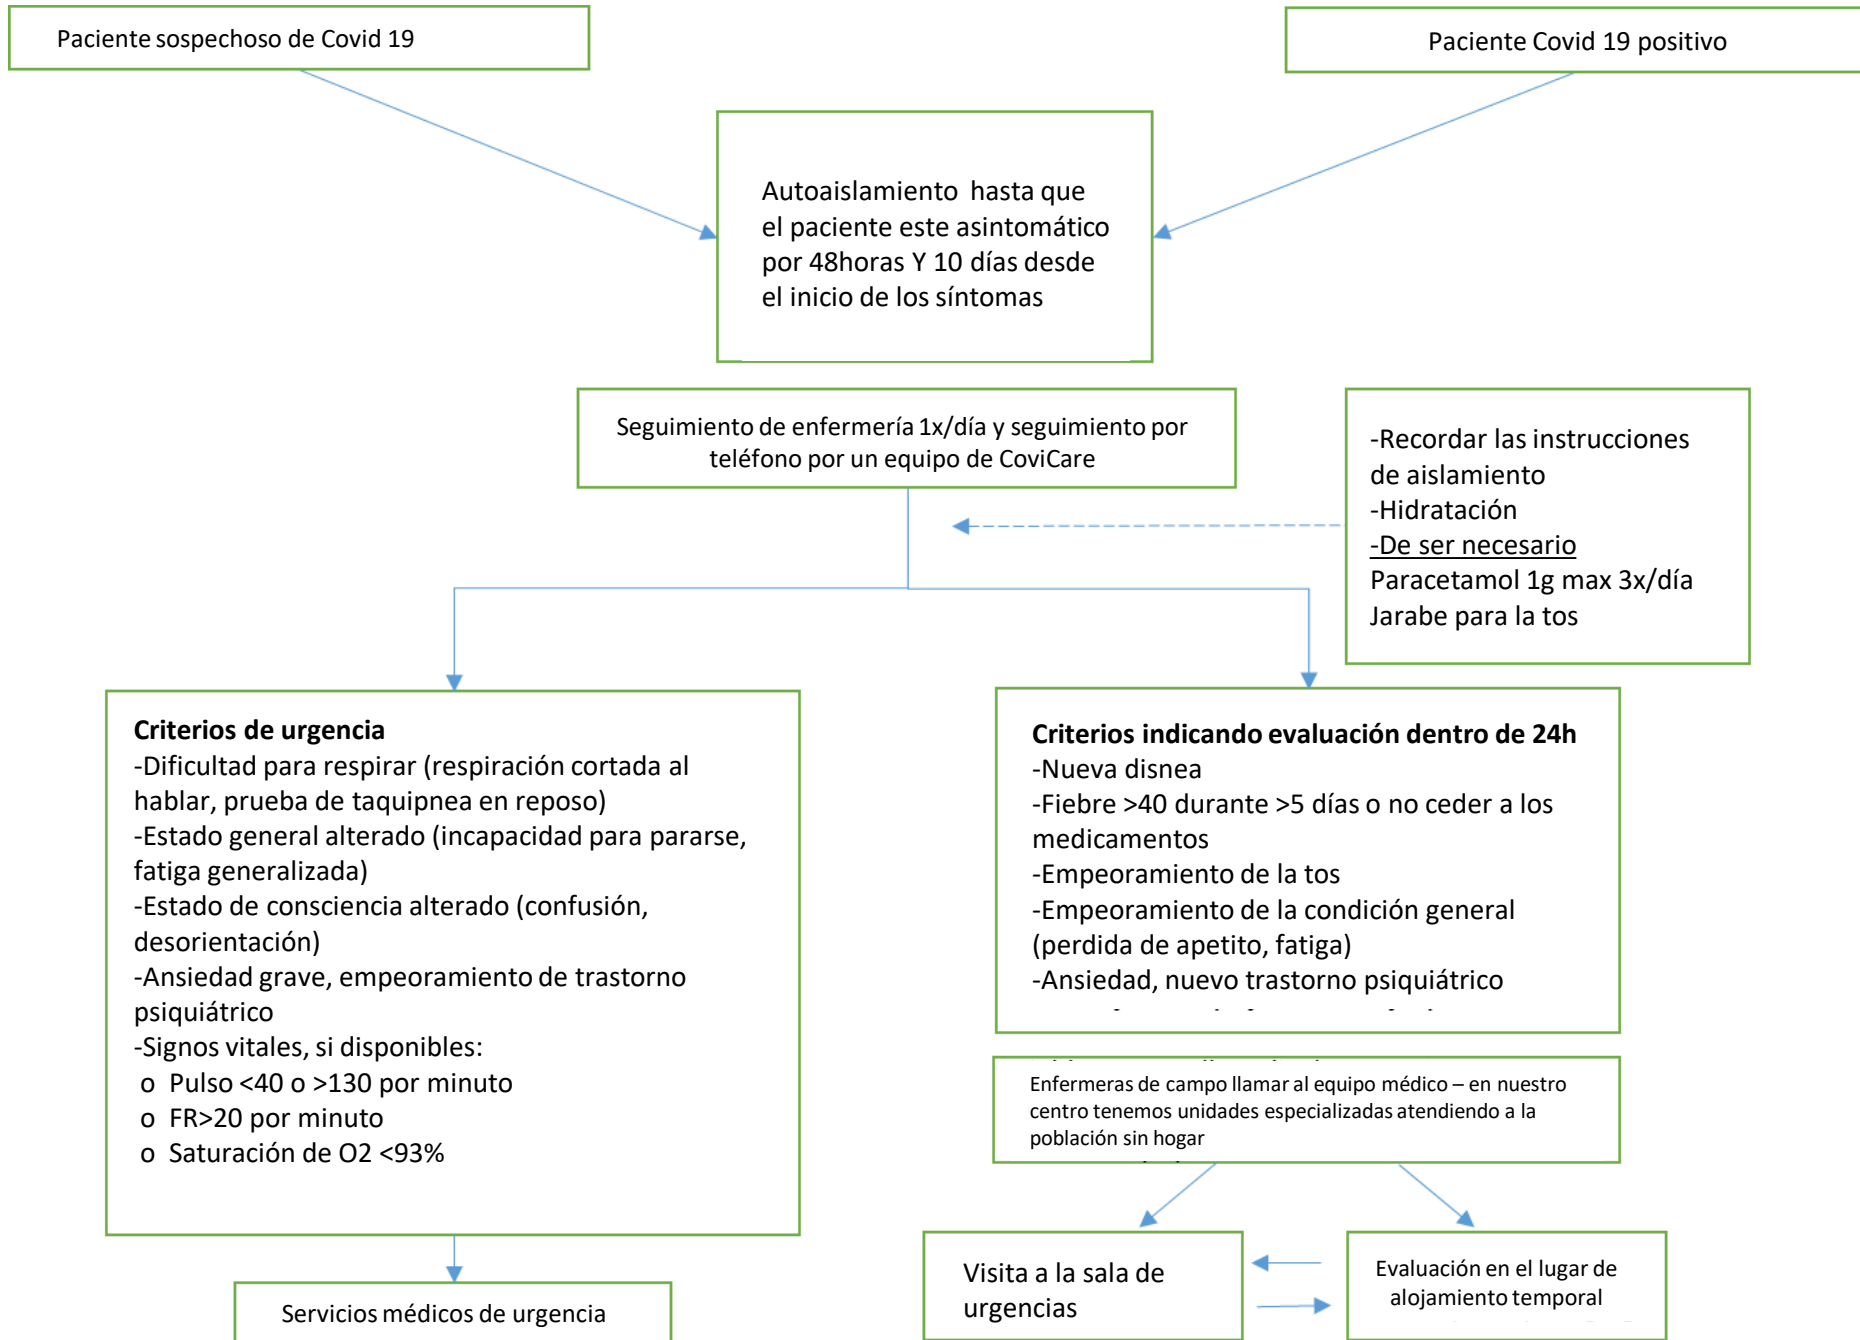 Paciente sospechoso de Covid 19
Paciente Covid 19 positivo
Autoaislamiento hasta que
el paciente este asintomático
por 48horas Y 10 días desde
el inicio de los síntomas
Seguimiento de enfermería 1x/día y seguimiento por
teléfono por un equipo de CoviCare
-Recordar las instrucciones
de aislamiento
-Hidratación
-De ser necesario
Paracetamol 1g max 3x/día
Jarabe para la tos
Criterios de urgencia
-Dificultad para respirar (respiración cortada al
hablar, prueba de taquipnea en reposo)
-Estado general alterado (incapacidad para pararse,
fatiga generalizada)
-Estado de consciencia alterado (confusión,
desorientación)
-Ansiedad grave, empeoramiento de trastorno
psiquiátrico
-Signos vitales, si disponibles:
o Pulso <40 o >130 por minuto
o FR>20 por minuto
o Saturación de O2 <93%
Criterios indicando evaluación dentro de 24h
-Nueva disnea
-Fiebre >40 durante >5 días o no ceder a los
medicamentos
-Empeoramiento de la tos
-Empeoramiento de la condición general
(perdida de apetito, fatiga)
-Ansiedad, nuevo trastorno psiquiátrico
Enfermeras de campo llamar al equipo médico – en nuestro
centro tenemos unidades especializadas atendiendo a la
población sin hogar
Servicios médicos de urgencia
Visita a la sala de
urgencias
Evaluación en el lugar de
alojamiento temporal